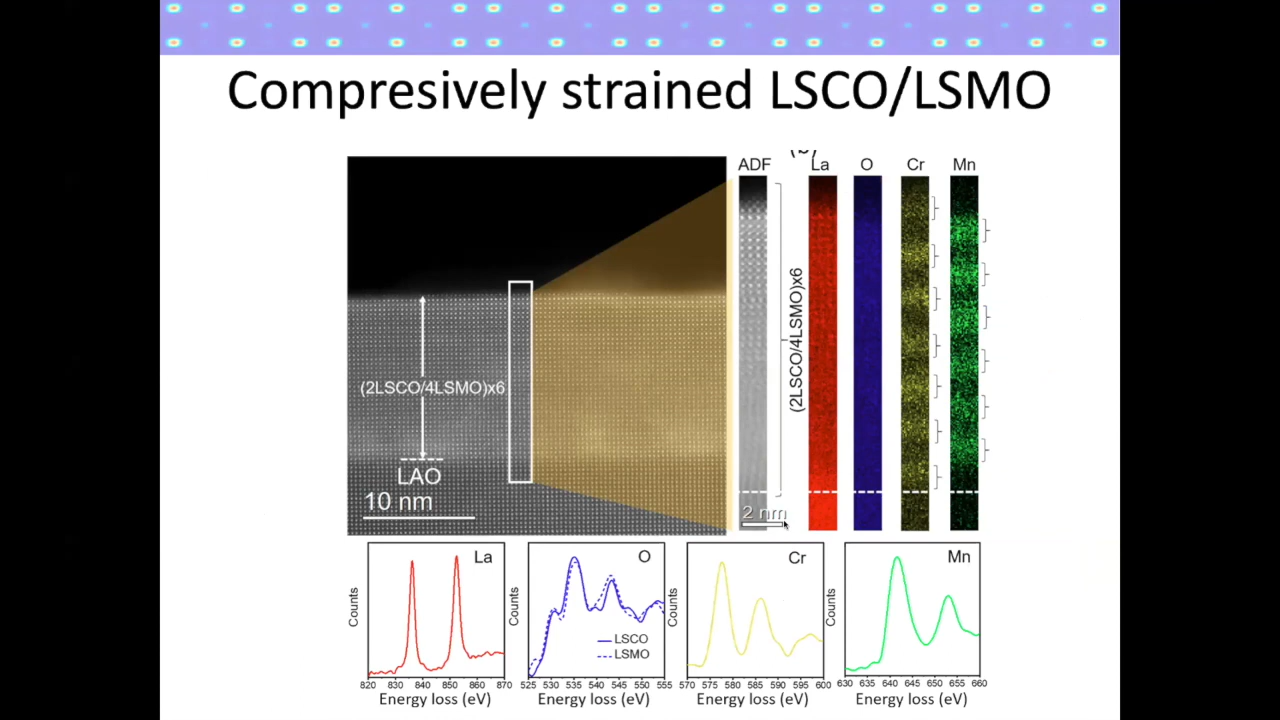 Compresively strained LSCO/LSMO
(b)
ADF La O Cr Mn
(2LSCO/4LSMO)x6
LAO
10 nm
(2LSCO/4LSMO)x6
2 nm
La
Counts
820 830 840 850 860 870
Energy loss (eV)
O
Counts
LSCO
LSMO
525 530 535 540 545 550 555
Energy loss (eV)
Cr
Counts
570 575 580 585 590 595 600
Energy loss (eV)
Mn
Counts
630 635 640 645 650 655 660
Energy loss (eV)